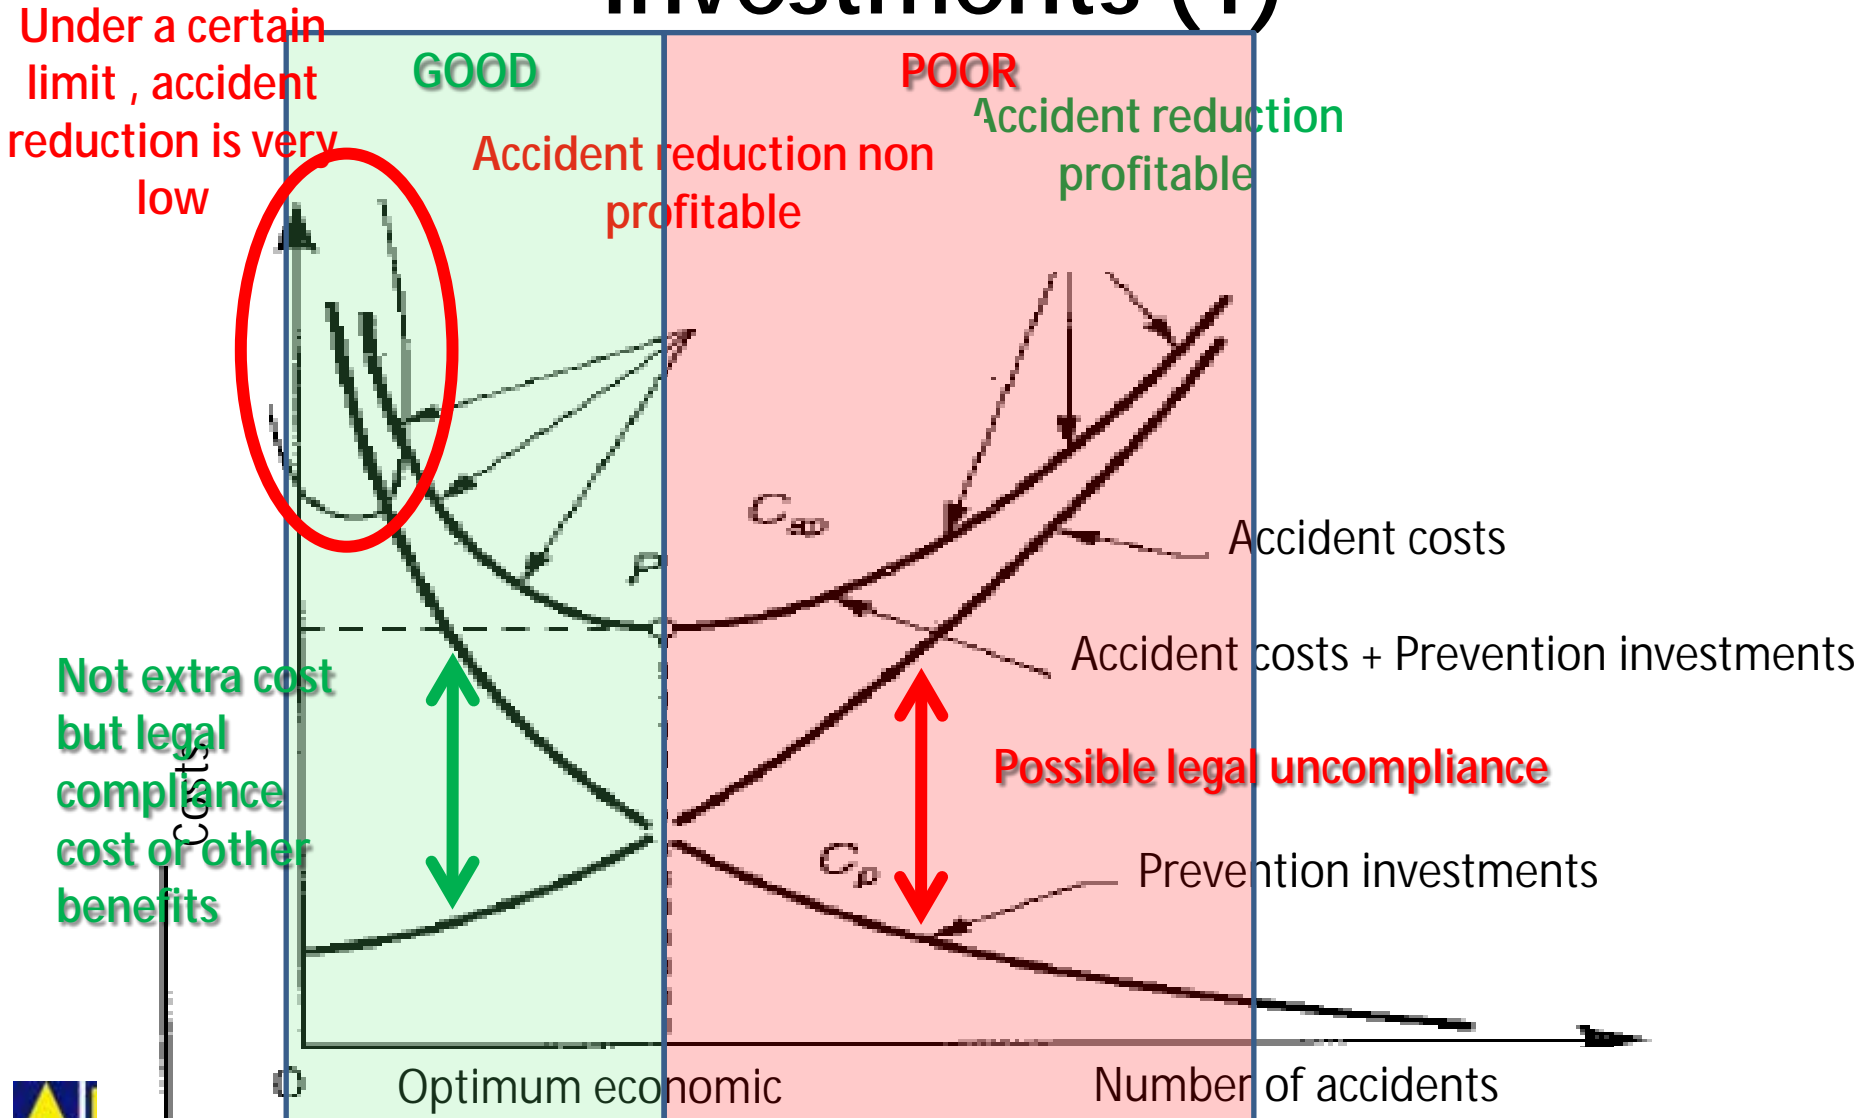 Investments (4)
Under a certain
limit , accident
reduction is very
low
GOOD
POOR
Accident reduction
profitable
Accident reduction non
profitable
P
Accident costs
Accident costs + Prevention investments
Not extra cost
but legal
compliance
cost or other
benefits
Costs
Possible legal uncompliance
Cp
Prevention investments
O
Optimum economic
Number of accidents